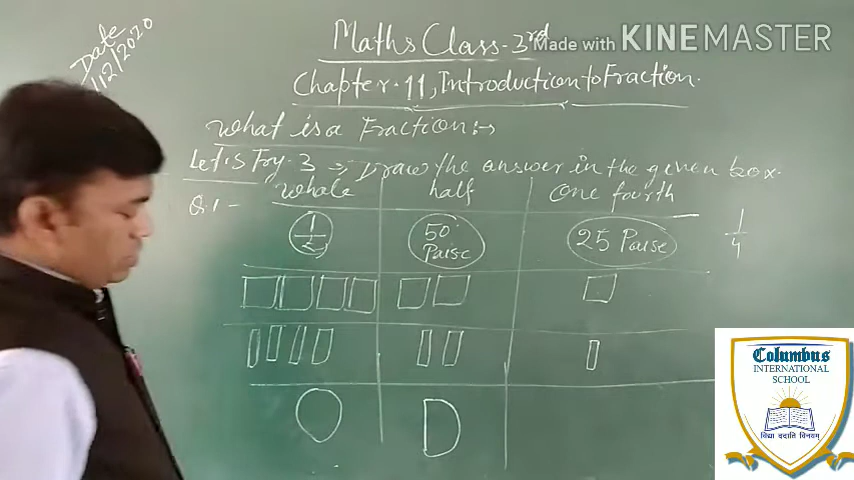 Date
1/12/2020
Maths Class-3rd
Made with KINEMASTER
Chapter-11, Introduction to Fraction.
What is a Fraction:→
Let's Try-3 ⇒ Draw the answer in the given box.
Q.1- Whole half One fourth
50 Paise
25 Paise
1/4
Columbus
INTERNATIONAL
SCHOOL
विद्या ददाति विनयम्